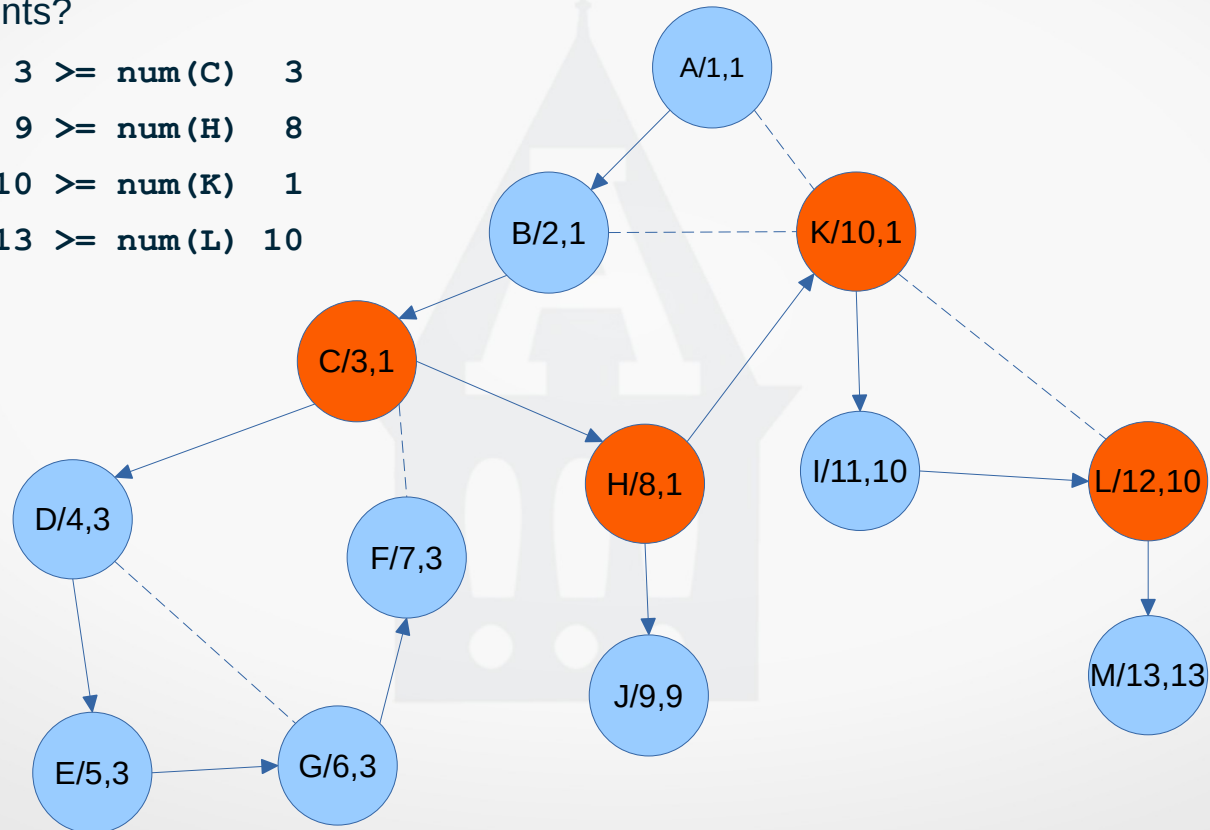 nts?
3 >= num(C) 3
9 >= num(H) 8
10 >= num(K) 1
13 >= num(L) 10
A/1,1
B/2,1
K/10,1
C/3,1
H/8,1
I/11,10
L/12,10
D/4,3
F/7,3
J/9,9
M/13,13
E/5,3
G/6,3